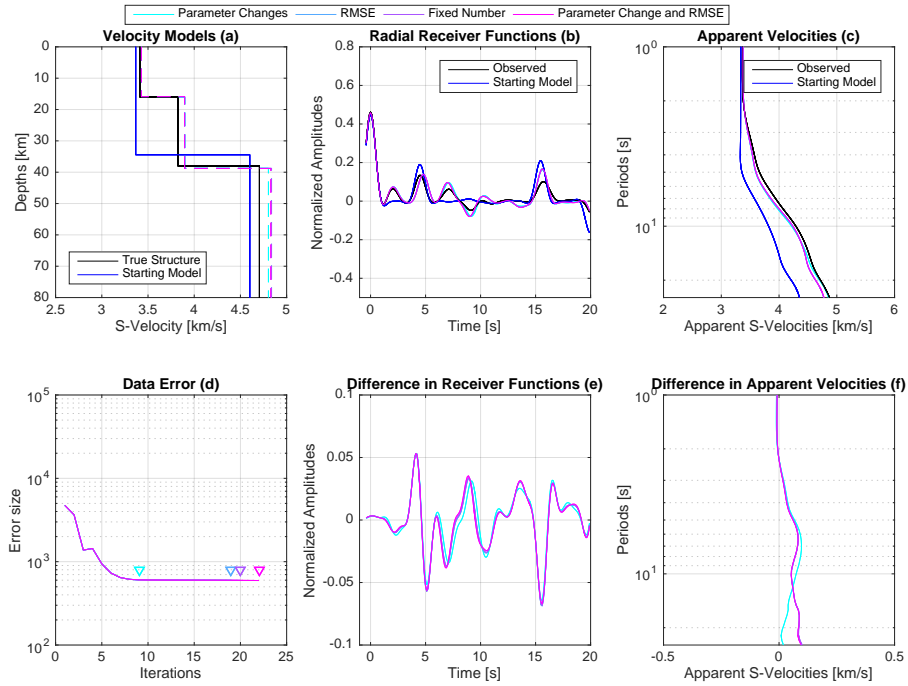 Parameter Changes RMSE Fixed Number Parameter Change and RMSE
Velocity Models (a)
0
10
20
30
40
50
60
70
80
Depths [km]
True Structure
Starting Model
2.5 3 3.5 4 4.5 5
S-Velocity [km/s]
Radial Receiver Functions (b)
0.8
0.6
0.4
0.2
0
-0.2
-0.4
Normalized Amplitudes
Observed
Starting Model
0 5 10 15 20
Time [s]
Apparent Velocities (c)
10^0
10^1
Periods [s]
Observed
Starting Model
2 3 4 5 6
Apparent S-Velocities [km/s]
Data Error (d)
10^5
10^4
10^3
10^2
Error size
0 5 10 15 20 25
Iterations
Difference in Receiver Functions (e)
0.1
0.05
0
-0.05
-0.1
Normalized Amplitudes
0 5 10 15 20
Time [s]
Difference in Apparent Velocities (f)
10^0
10^1
Periods [s]
-0.5 0 0.5
Apparent S-Velocities [km/s]